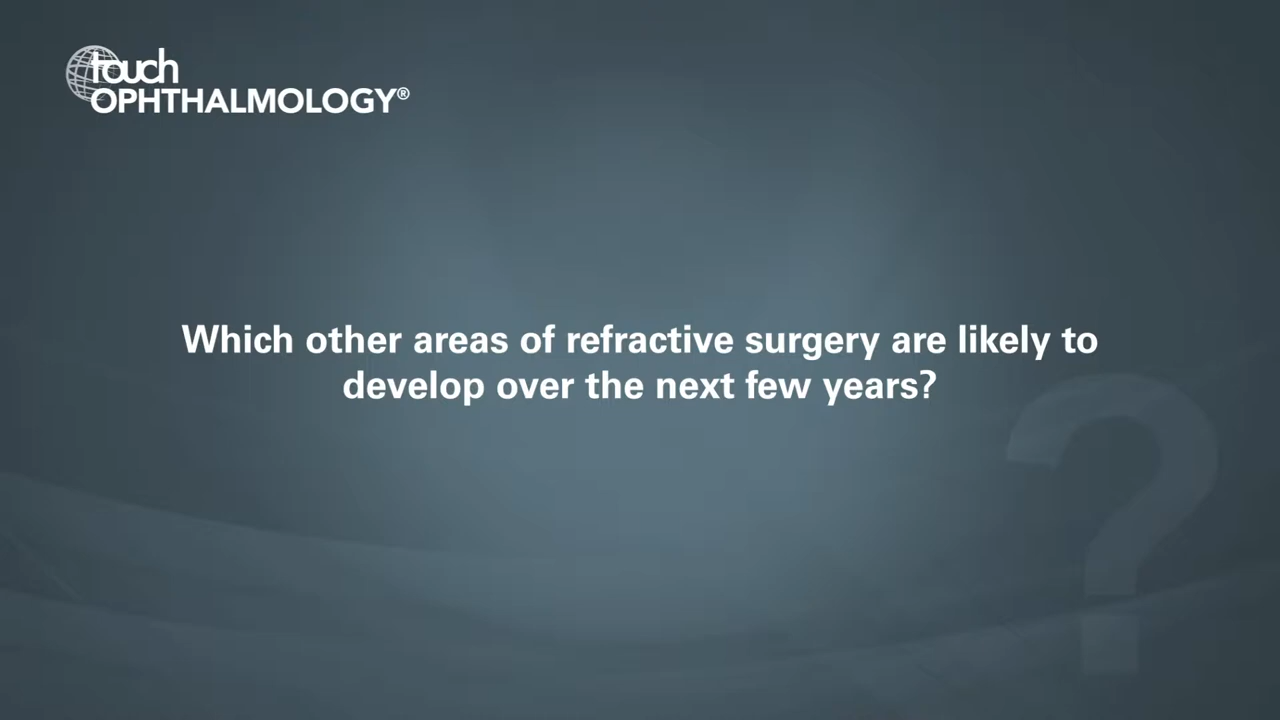 touch
OPHTHALMOLOGY®
Which other areas of refractive surgery are likely to
develop over the next few years?
?